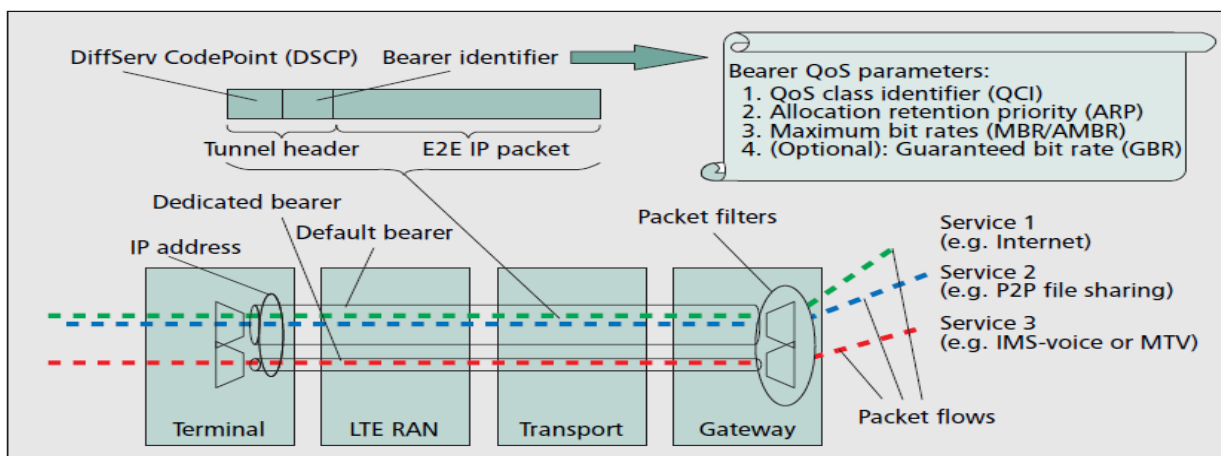 DiffServ CodePoint (DSCP)
Bearer identifier
Bearer QoS parameters:
1. QoS class identifier (QCI)
2. Allocation retention priority (ARP)
3. Maximum bit rates (MBR/AMBR)
4. (Optional): Guaranteed bit rate (GBR)
Tunnel header
E2E IP packet
Dedicated bearer
Default bearer
IP address
Packet filters
Service 1
(e.g. Internet)
Service 2
(e.g. P2P file sharing)
Service 3
(e.g. IMS-voice or MTV)
Packet flows
Terminal
LTE RAN
Transport
Gateway